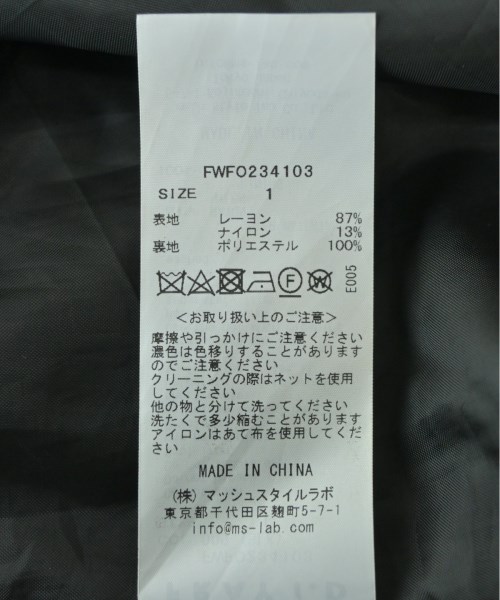 FWFO234103
SIZE 1
表地 レーヨン 87%
ナイロン 13%
裏地 ポリエステル 100%
E005
<お取り扱い上のご注意>
摩擦や引っかけにご注意ください
濃色は色移りすることがあります
のでご注意ください
クリーニングの際はネットを使用
してください
他の物と分けて洗ってください
洗たくで多少縮むことがあります
アイロンはあて布を使用してくだ
さい
MADE IN CHINA
(株) マッシュスタイルラボ
東京都千代田区麹町5-7-1
info@ms-lab.com